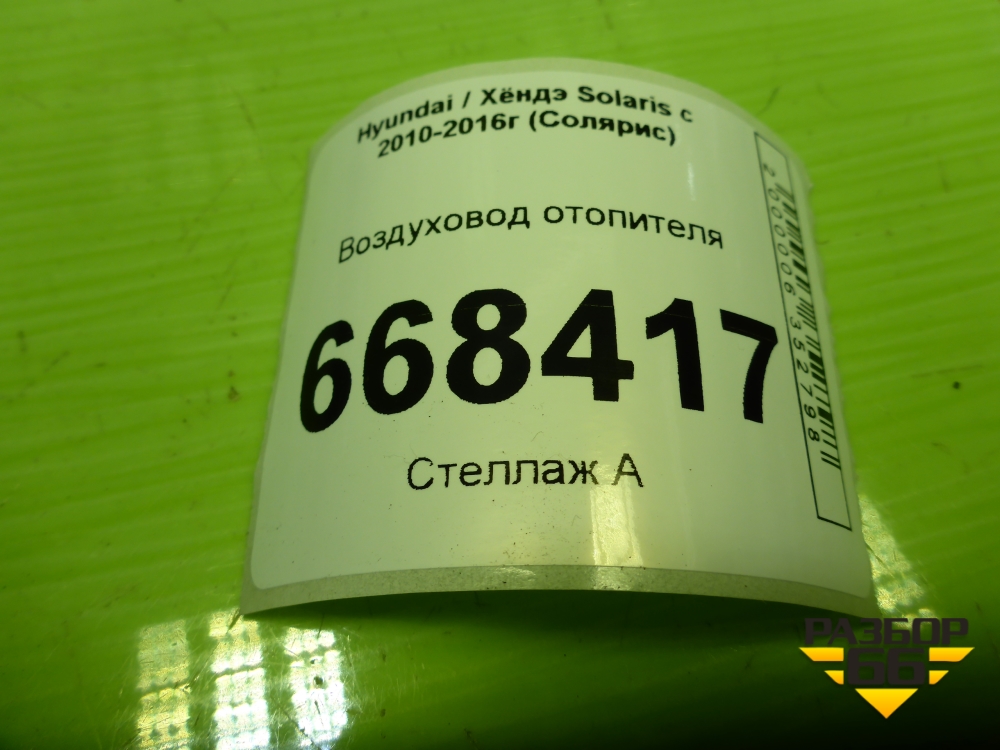 Hyundai / Хёндэ Solaris с
2010-2016г (Солярис)
Воздуховод отопителя
668417
Стеллаж А
2000006352798
РАЗБОР
66